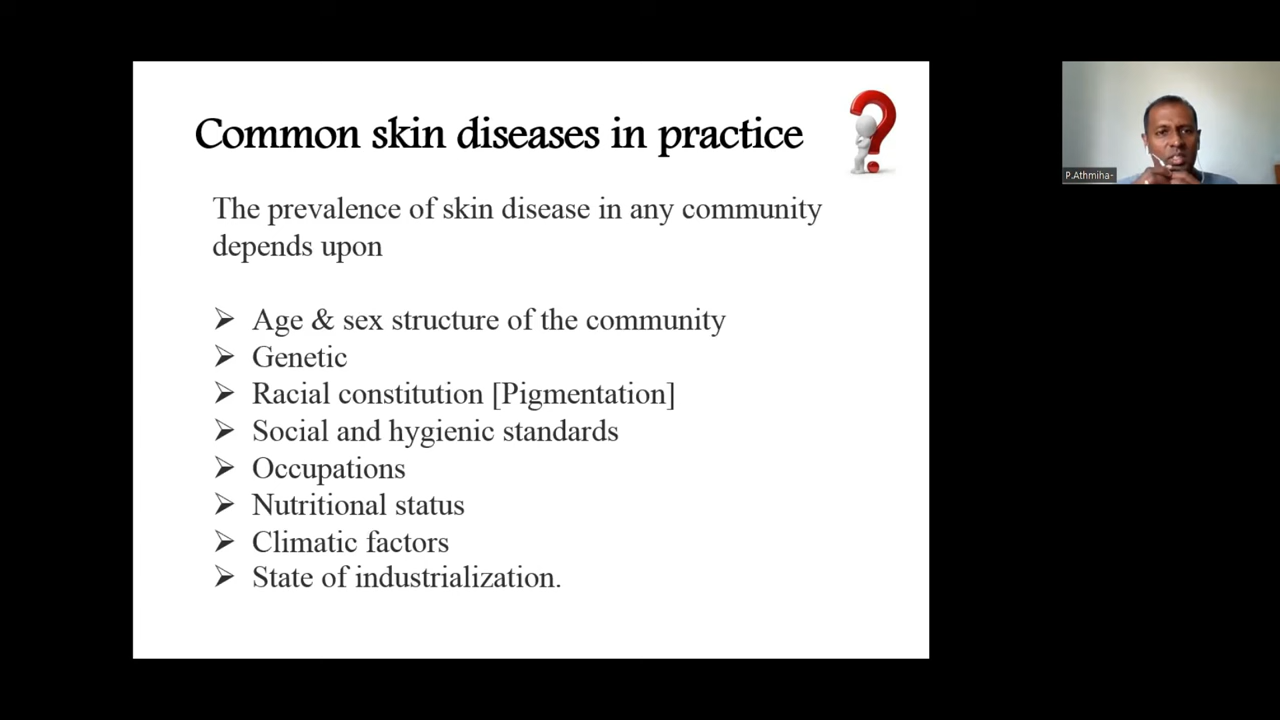 Common skin diseases in practice
The prevalence of skin disease in any community
depends upon
➢ Age & sex structure of the community
➢ Genetic
➢ Racial constitution [Pigmentation]
➢ Social and hygienic standards
➢ Occupations
➢ Nutritional status
➢ Climatic factors
➢ State of industrialization.
P.Athmiha-